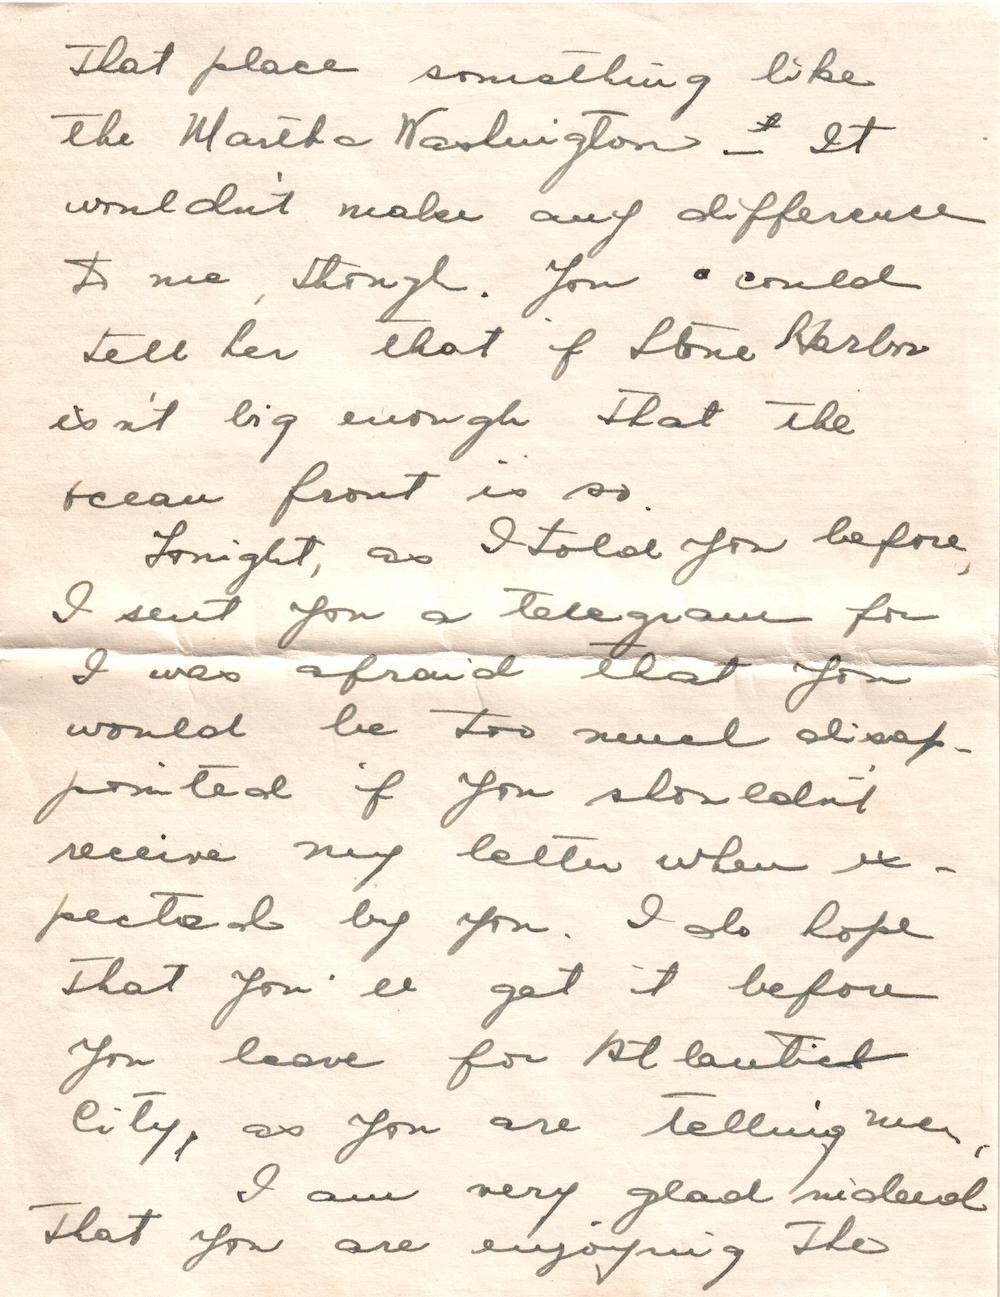 that place something like
the Martha Washington — It
wouldn't make any difference
to me, though. You could
tell her that if Stone Harbor
isn't big enough that the
ocean front is so.
Tonight, as I told you before,
I sent you a telegram for
I was afraid that you
would be too much disap-
pointed if you shouldn't
receive my letter when ex-
pected by you. I do hope
that you'll get it before
you leave for Atlantic
City, as you are telling me,
I am very glad indeed
that you are enjoying the